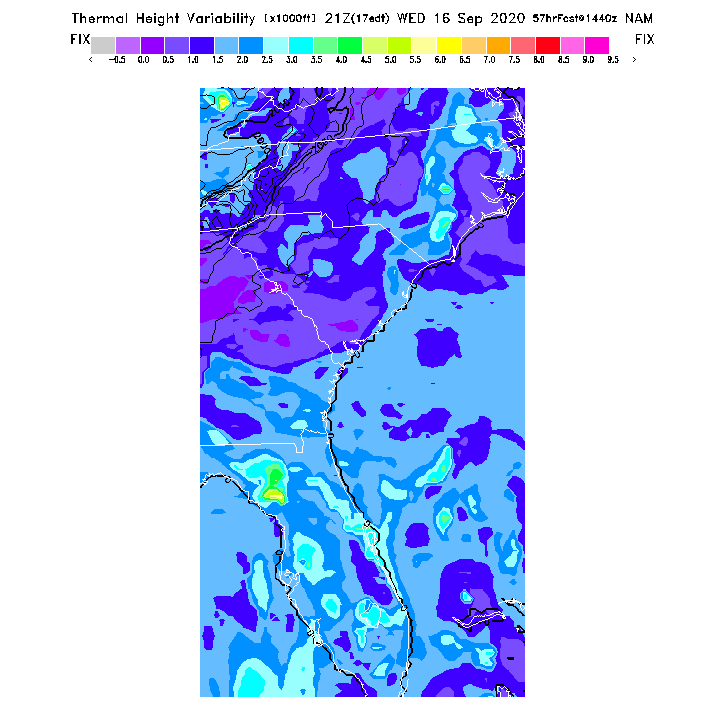 Thermal Height Variability [x1000ft] 21Z(17edt) WED 16 Sep 2020 57hrFcst@1440z NAM
FIX FIX
< -0.5 0.0 0.5 1.0 1.5 2.0 2.5 3.0 3.5 4.0 4.5 5.0 5.5 6.0 6.5 7.0 7.5 8.0 8.5 9.0 9.5 >